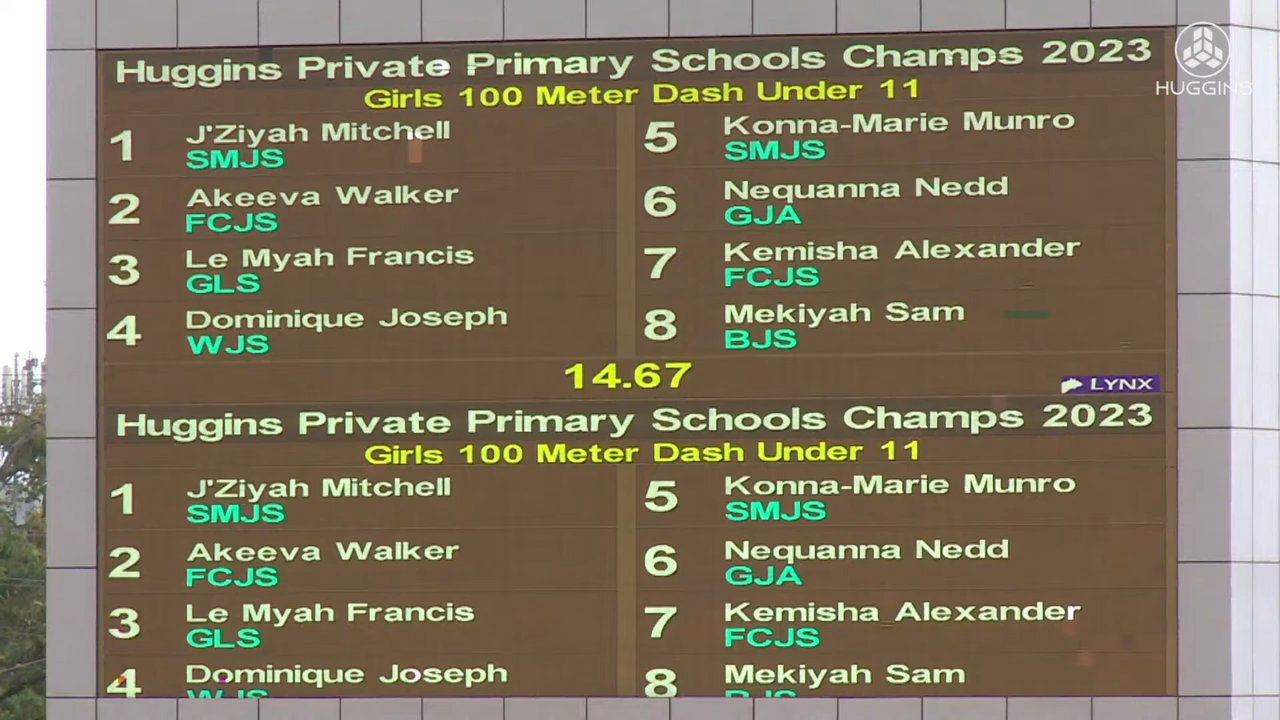 HUGGINS
Huggins Private Primary Schools Champs 2023
Girls 100 Meter Dash Under 11
1 J'Ziyah Mitchell
SMJS
2 Akeeva Walker
FCJS
3 Le Myah Francis
GLS
4 Dominique Joseph
WJS
5 Konna-Marie Munro
SMJS
6 Nequanna Nedd
GJA
7 Kemisha Alexander
FCJS
8 Mekiyah Sam
BJS
14.67
LYNX
Huggins Private Primary Schools Champs 2023
Girls 100 Meter Dash Under 11
1 J'Ziyah Mitchell
SMJS
2 Akeeva Walker
FCJS
3 Le Myah Francis
GLS
4 Dominique Joseph
WJS
5 Konna-Marie Munro
SMJS
6 Nequanna Nedd
GJA
7 Kemisha Alexander
FCJS
8 Mekiyah Sam
BJS